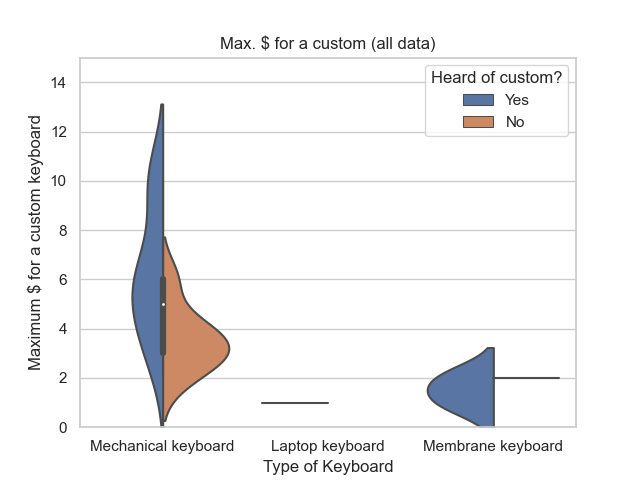 Max. $ for a custom (all data)
Heard of custom?
Yes
No
14
12
10
8
6
4
2
0
Maximum $ for a custom keyboard
Mechanical keyboard
Laptop keyboard
Membrane keyboard
Type of Keyboard